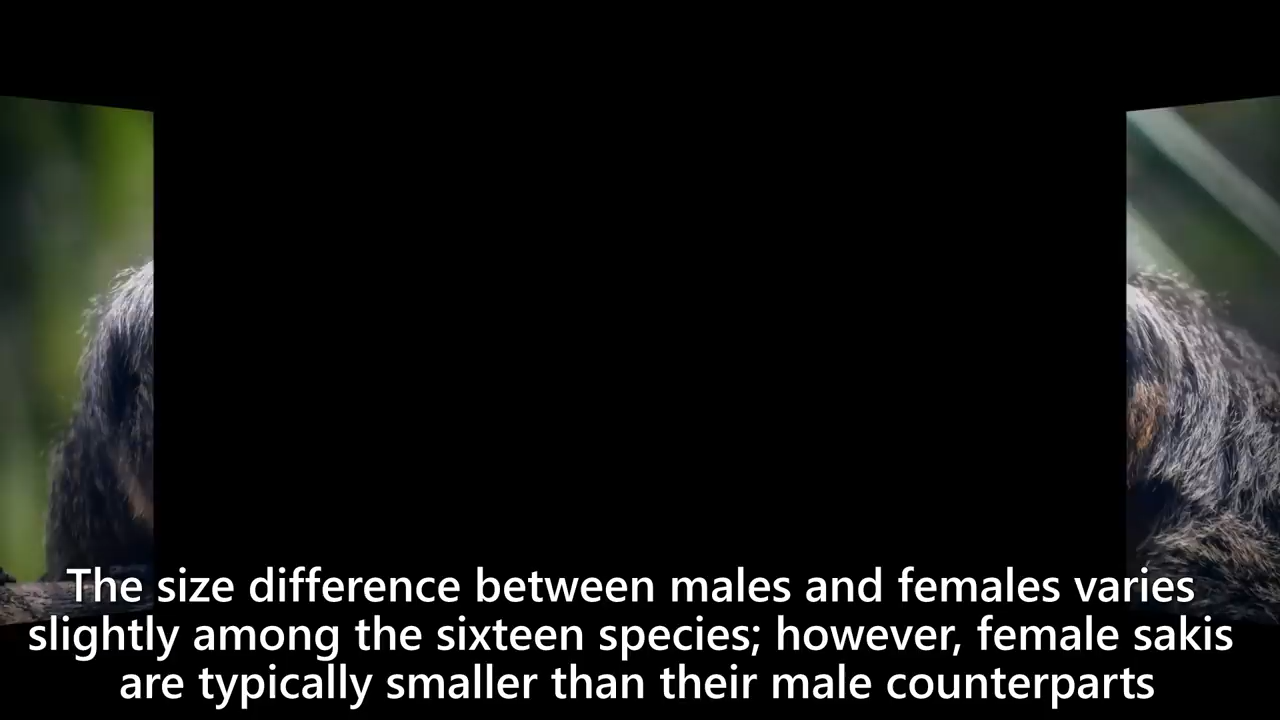 The size difference between males and females varies
slightly among the sixteen species; however, female sakis
are typically smaller than their male counterparts